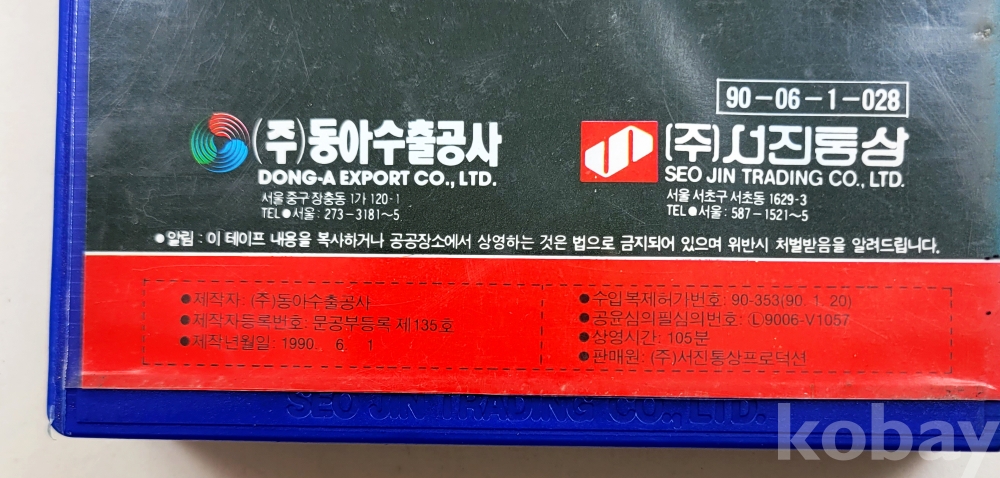 90-06-1-028
(주)동아수출공사
DONG-A EXPORT CO., LTD.
서울 중구 장충동 1가 120-1
TEL●서울: 273-3181~5
(주)서진통상
SEO JIN TRADING CO., LTD.
서울 서초구 서초동 1629-3
TEL●서울: 587-1521~5
●알림: 이 테이프 내용을 복사하거나 공공장소에서 상영하는 것은 법으로 금지되어 있으며 위반시 처벌받음을 알려드립니다.
●제작자: (주)동아수출공사
●제작자등록번호: 문공부등록 제135호
●제작년월일: 1990. 6. 1
●수입복제허가번호: 90-353(90. 1. 20)
●공윤심의필심의번호: (L)9006-V1057
●상영시간: 105분
●판매원: (주)서진통상프로덕션
SEO JIN TRADING CO., LTD.
kobay